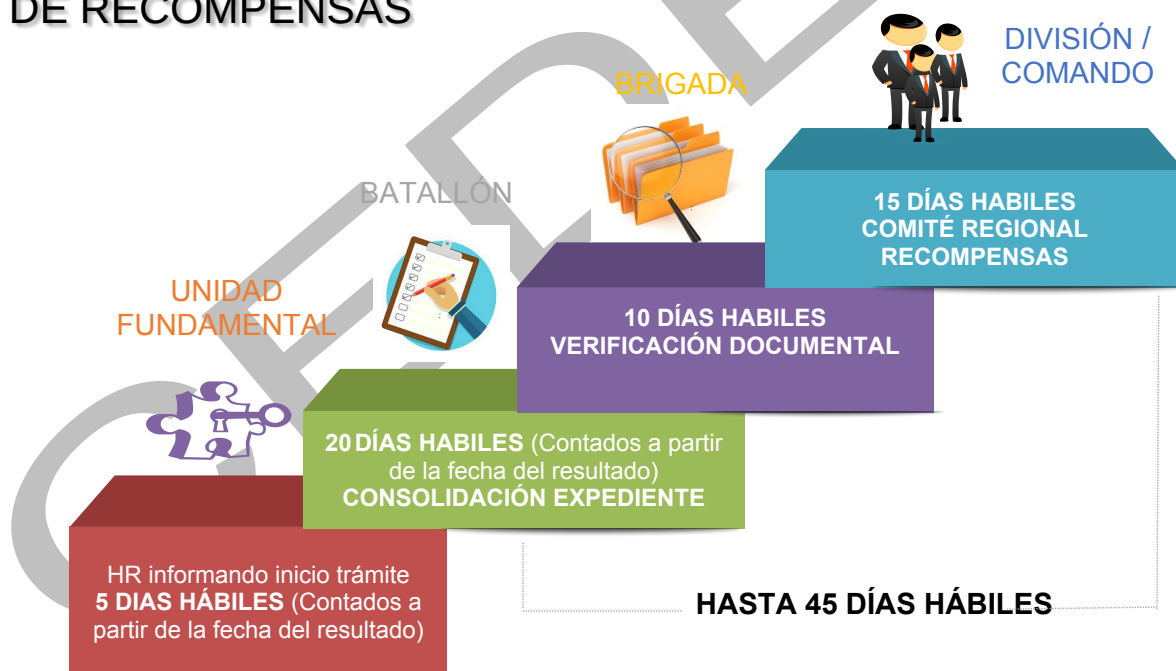 DE RECOMPENSAS
DIVISIÓN /
COMANDO
BRIGADA
15 DÍAS HABILES
COMITÉ REGIONAL
RECOMPENSAS
BATALLÓN
10 DÍAS HABILES
VERIFICACIÓN DOCUMENTAL
UNIDAD
FUNDAMENTAL
20 DÍAS HABILES (Contados a partir
de la fecha del resultado)
CONSOLIDACIÓN EXPEDIENTE
HR informando inicio trámite
5 DIAS HÁBILES (Contados a
partir de la fecha del resultado)
HASTA 45 DÍAS HÁBILES